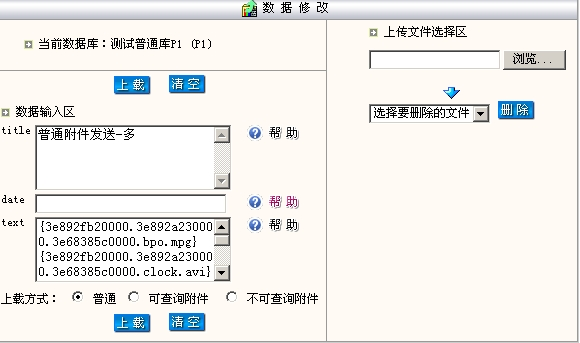 数据修改
当前数据库：测试普通库P1 (P1)
上载 清空
数据输入区
title 普通附件发送-多 帮助
date 帮助
text {3e892fb20000.3e892a23000 帮助
0.3e68385c0000.bpo.mpg}
{3e892fb20000.3e892a23000
0.3e68385c0000.clock.avi}
上载方式： 普通 可查询附件 不可查询附件
上载 清空
上传文件选择区
浏览...
选择要删除的文件 删除